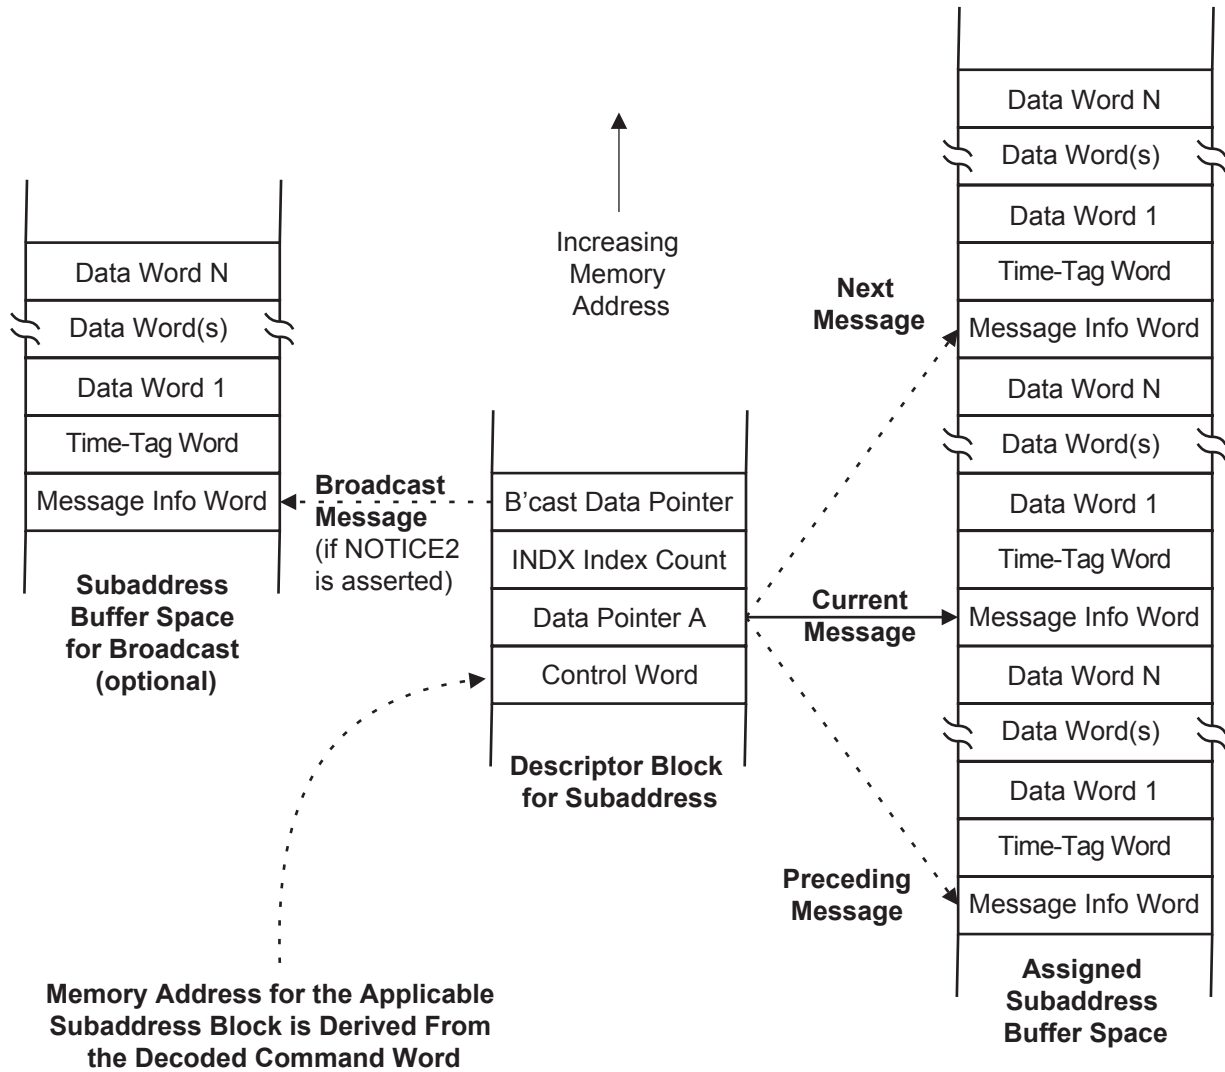 Data Word N
Data Word(s)
Data Word 1
Time-Tag Word
Message Info Word
Subaddress
Buffer Space
for Broadcast
(optional)
Broadcast
Message
(if NOTICE2
is asserted)
Increasing
Memory
Address
B'cast Data Pointer
INDX Index Count
Data Pointer A
Control Word
Descriptor Block
for Subaddress
Memory Address for the Applicable
Subaddress Block is Derived From
the Decoded Command Word
Next
Message
Current
Message
Preceding
Message
Data Word N
Data Word(s)
Data Word 1
Time-Tag Word
Message Info Word
Data Word N
Data Word(s)
Data Word 1
Time-Tag Word
Message Info Word
Data Word N
Data Word(s)
Data Word 1
Time-Tag Word
Message Info Word
Assigned
Subaddress
Buffer Space